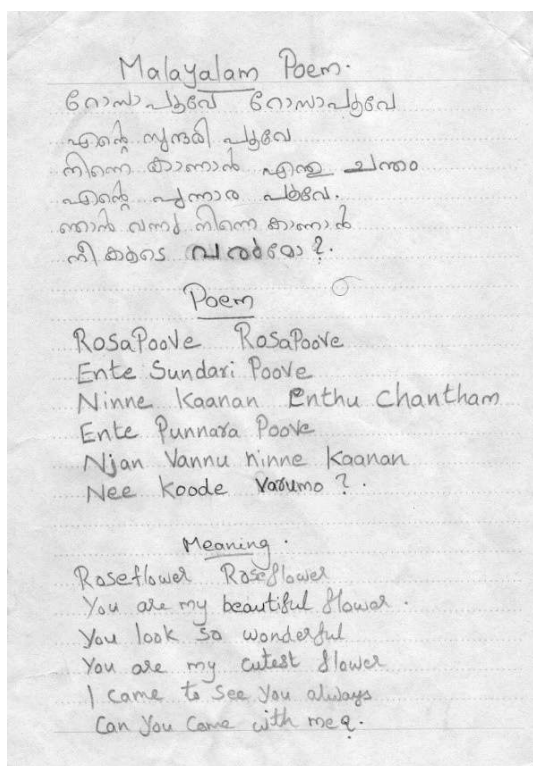 Malayalam Poem.
റോസാപൂവേ റോസാപൂവേ
എന്റെ സുന്ദരി പൂവേ
നിന്നെ കാണാൻ എന്തു ചന്തം
എന്റെ പുന്നാര പൂവേ.
ഞാൻ വന്നു നിന്നെ കാണാൻ
നീ കൂടെ വരുമോ ?.
Poem
RosaPoove RosaPoove
Ente Sundari Poove
Ninne Kaanan Enthu Chantham
Ente Punnara Poove
Njan Vannu ninne Kaanan
Nee Koode Varumo ? .
Meaning .
Roseflower Roseflower
You are my beautiful flower .
You look so wonderful
You are my cutest flower
I came to see you always
Can you come with me ?.